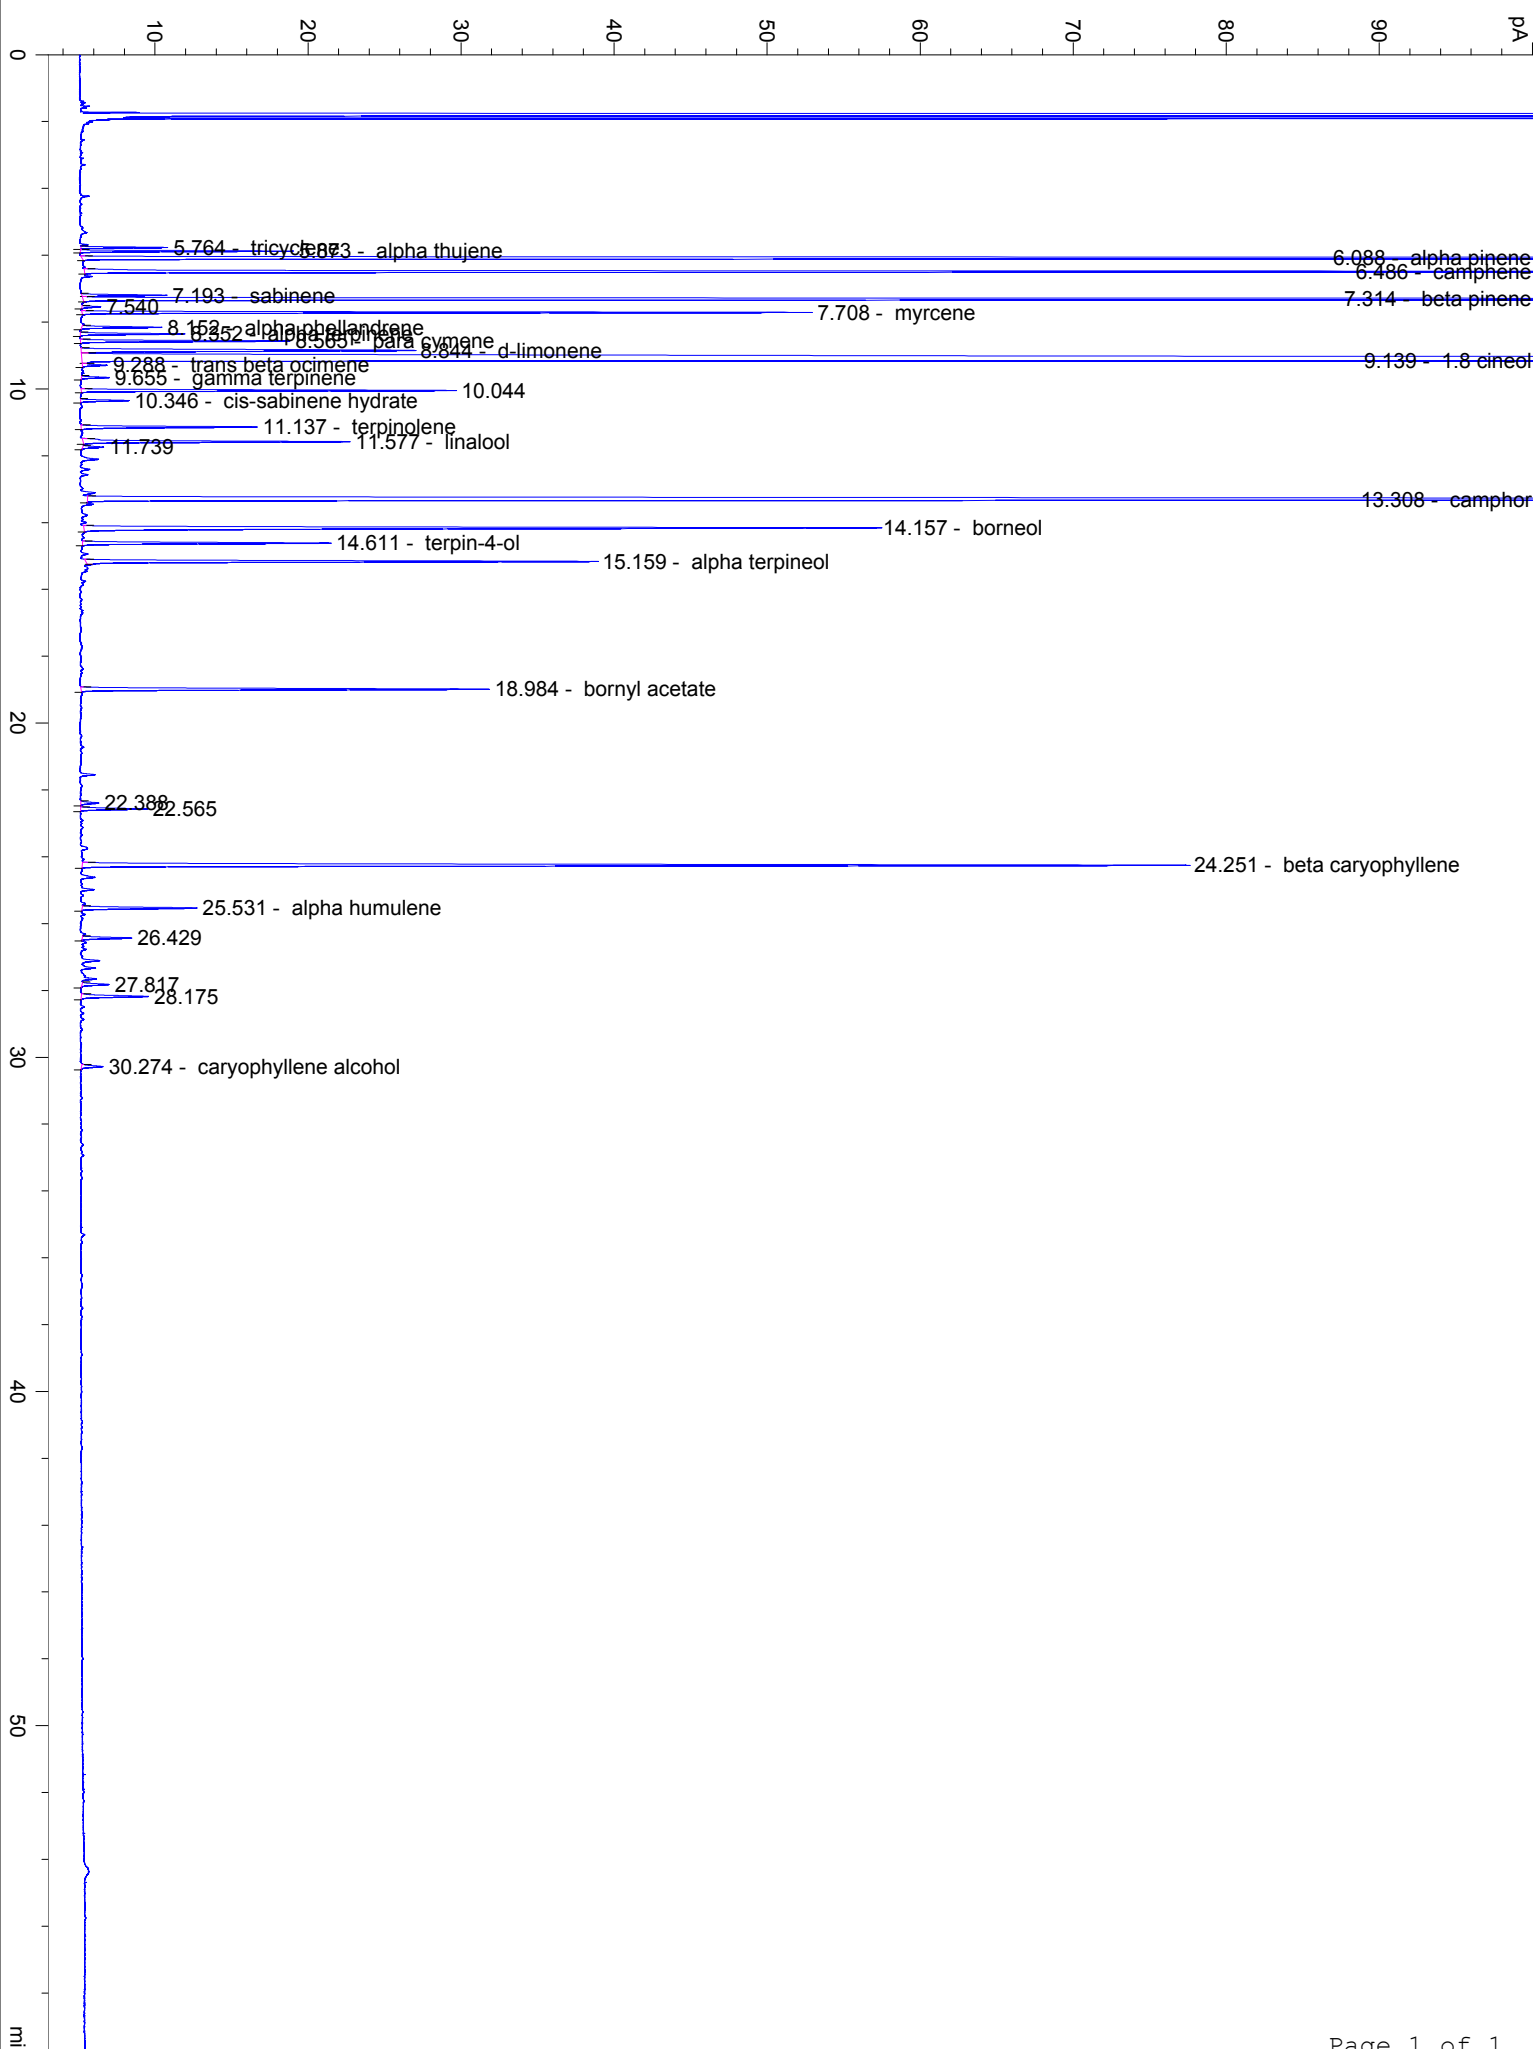 10
20
30
40
50
60
70
80
90
pA
0
5.764 - tricyclene
5.873 - alpha thujene
6.088 - alpha pinene
6.486 - camphene
7.193 - sabinene
7.314 - beta pinene
7.540
7.708 - myrcene
8.152 - alpha phellandrene
8.352 - alpha terpinene
8.565 - para cymene
8.844 - d-limonene
9.139 - 1.8 cineol
9.288 - trans beta ocimene
9.655 - gamma terpinene
10
10.044
10.346 - cis-sabinene hydrate
11.137 - terpinolene
11.577 - linalool
11.739
13.308 - camphor
14.157 - borneol
14.611 - terpin-4-ol
15.159 - alpha terpineol
18.984 - bornyl acetate
20
22.388
22.565
24.251 - beta caryophyllene
25.531 - alpha humulene
26.429
27.817
28.175
30
30.274 - caryophyllene alcohol
40
50
mi
Page 1 of 1